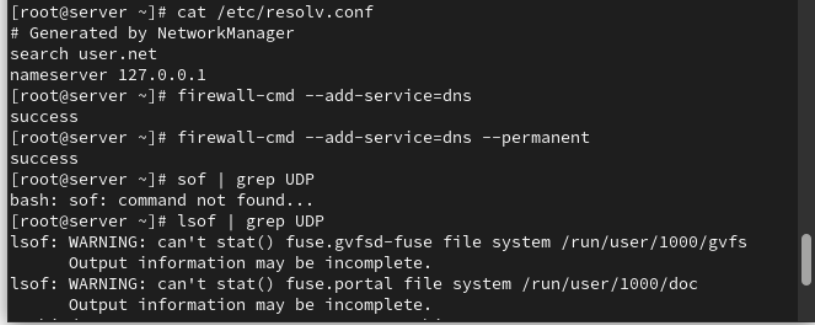 [root@server ~]# cat /etc/resolv.conf
# Generated by NetworkManager
search user.net
nameserver 127.0.0.1
[root@server ~]# firewall-cmd --add-service=dns
success
[root@server ~]# firewall-cmd --add-service=dns --permanent
success
[root@server ~]# sof | grep UDP
bash: sof: command not found...
[root@server ~]# lsof | grep UDP
lsof: WARNING: can't stat() fuse.gvfsd-fuse file system /run/user/1000/gvfs
      Output information may be incomplete.
lsof: WARNING: can't stat() fuse.portal file system /run/user/1000/doc
      Output information may be incomplete.